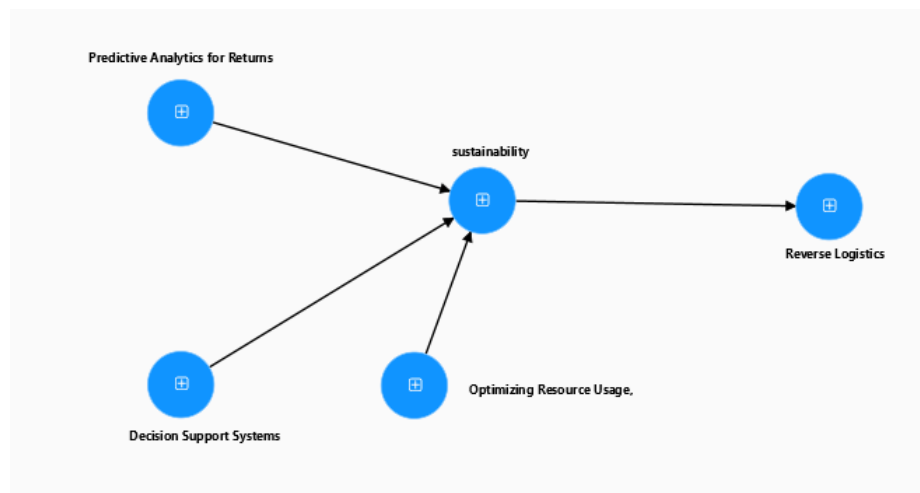 Predictive Analytics for Returns
sustainability
Reverse Logistics
Optimizing Resource Usage,
Decision Support Systems